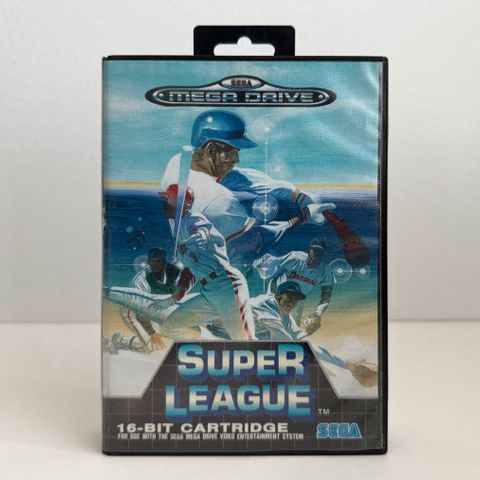 SEGA
MEGA DRIVE
SUPER
LEAGUE TM
16-BIT CARTRIDGE
FOR USE WITH THE SEGA MEGA DRIVE VIDEO ENTERTAINMENT SYSTEM
SEGA